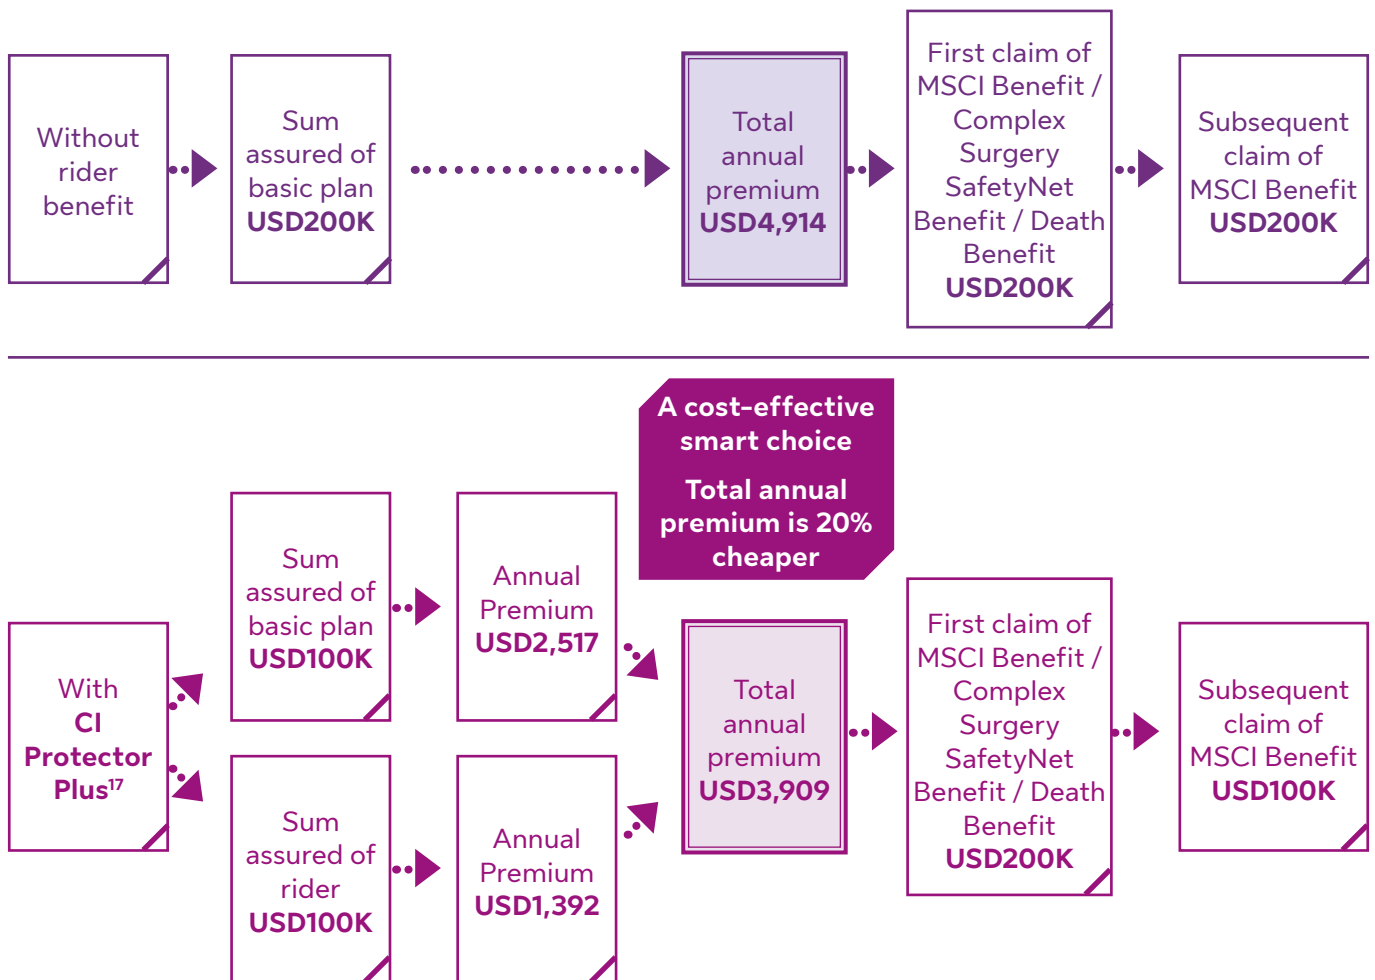 Without
rider
benefit
Sum
assured of
basic plan
USD200K
Total
annual
premium
USD4,914
First claim of
MSCI Benefit /
Complex
Surgery
SafetyNet
Benefit / Death
Benefit
USD200K
Subsequent
claim of
MSCI Benefit
USD200K
A cost-effective
smart choice
Total annual
premium is 20%
cheaper
With
CI
Protector
Plus¹⁷
Sum
assured of
basic plan
USD100K
Annual
Premium
USD2,517
Sum
assured of
rider
USD100K
Annual
Premium
USD1,392
Total
annual
premium
USD3,909
First claim of
MSCI Benefit /
Complex
Surgery
SafetyNet
Benefit / Death
Benefit
USD200K
Subsequent
claim of
MSCI Benefit
USD100K